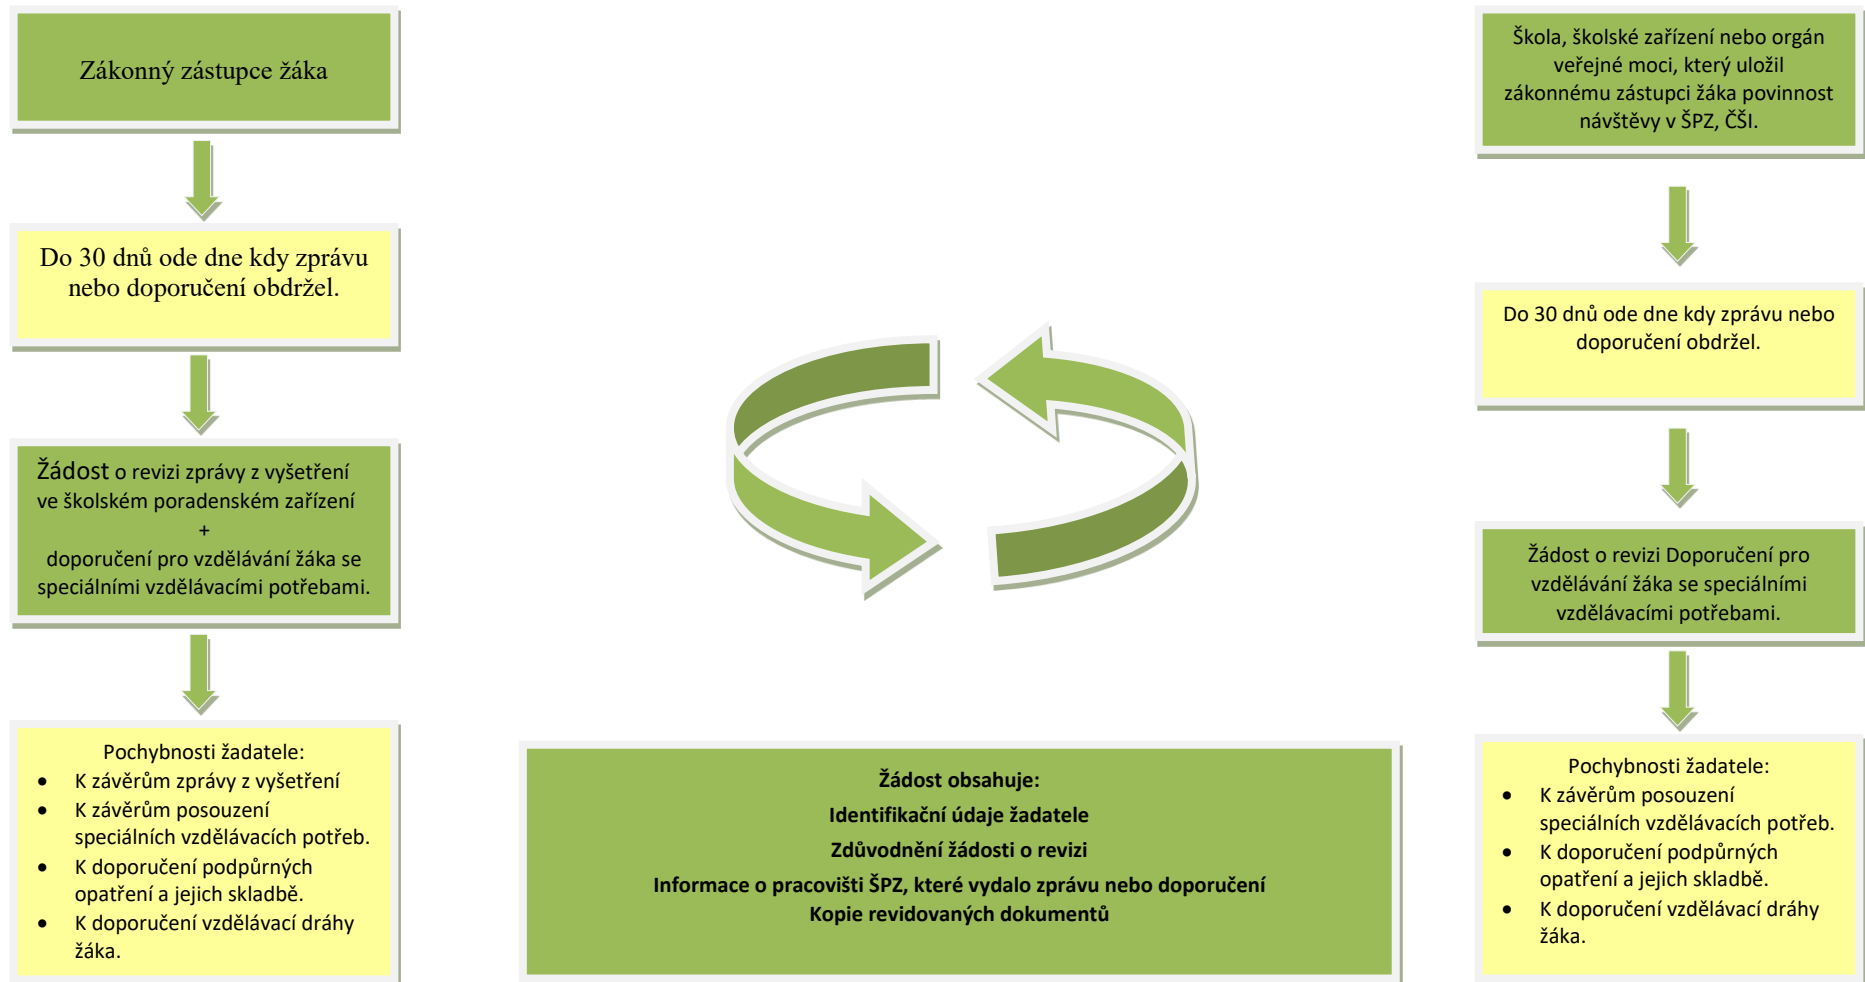 Zákonný zástupce žáka
Do 30 dnů ode dne kdy zprávu
nebo doporučení obdržel.
Žádost o revizi zprávy z vyšetření
ve školském poradenském zařízení
+
doporučení pro vzdělávání žáka se
speciálními vzdělávacími potřebami.
Pochybnosti žadatele:
• K závěrům zprávy z vyšetření
• K závěrům posouzení
speciálních vzdělávacích potřeb.
• K doporučení podpůrných
opatření a jejich skladbě.
• K doporučení vzdělávací dráhy
žáka.
Žádost obsahuje:
Identifikační údaje žadatele
Zdůvodnění žádosti o revizi
Informace o pracovišti ŠPZ, které vydalo zprávu nebo doporučení
Kopie revidovaných dokumentů
Škola, školské zařízení nebo orgán
veřejné moci, který uložil
zákonnému zástupci žáka povinnost
návštěvy v ŠPZ, ČŠI.
Do 30 dnů ode dne kdy zprávu nebo
doporučení obdržel.
Žádost o revizi Doporučení pro
vzdělávání žáka se speciálními
vzdělávacími potřebami.
Pochybnosti žadatele:
• K závěrům posouzení
speciálních vzdělávacích potřeb.
• K doporučení podpůrných
opatření a jejich skladbě.
• K doporučení vzdělávací dráhy
žáka.